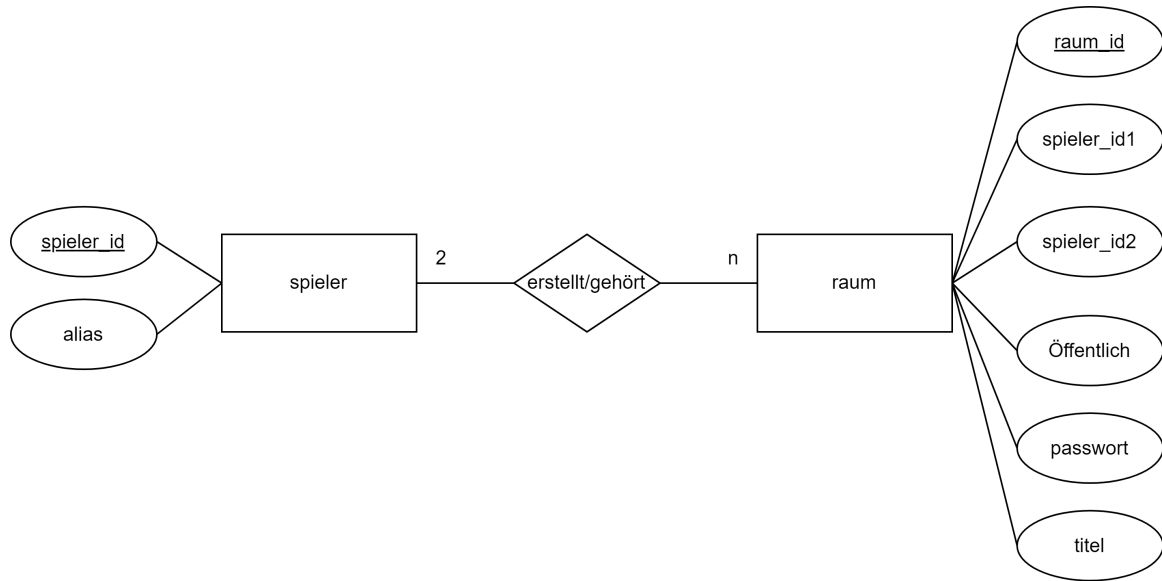 raum_id
spieler_id1
spieler_id
spieler_id2
2
n
spieler
erstellt/gehört
raum
alias
Öffentlich
passwort
titel